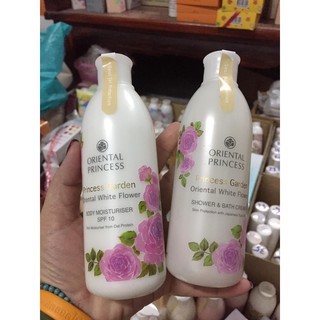 ORIENTAL
PRINCESS
Princess Garden
Oriental White Flower
BODY MOISTURISER
SPF 10
ORIENTAL
PRINCESS
Princess Garden
Oriental White Flower
SHOWER & BATH CREAM